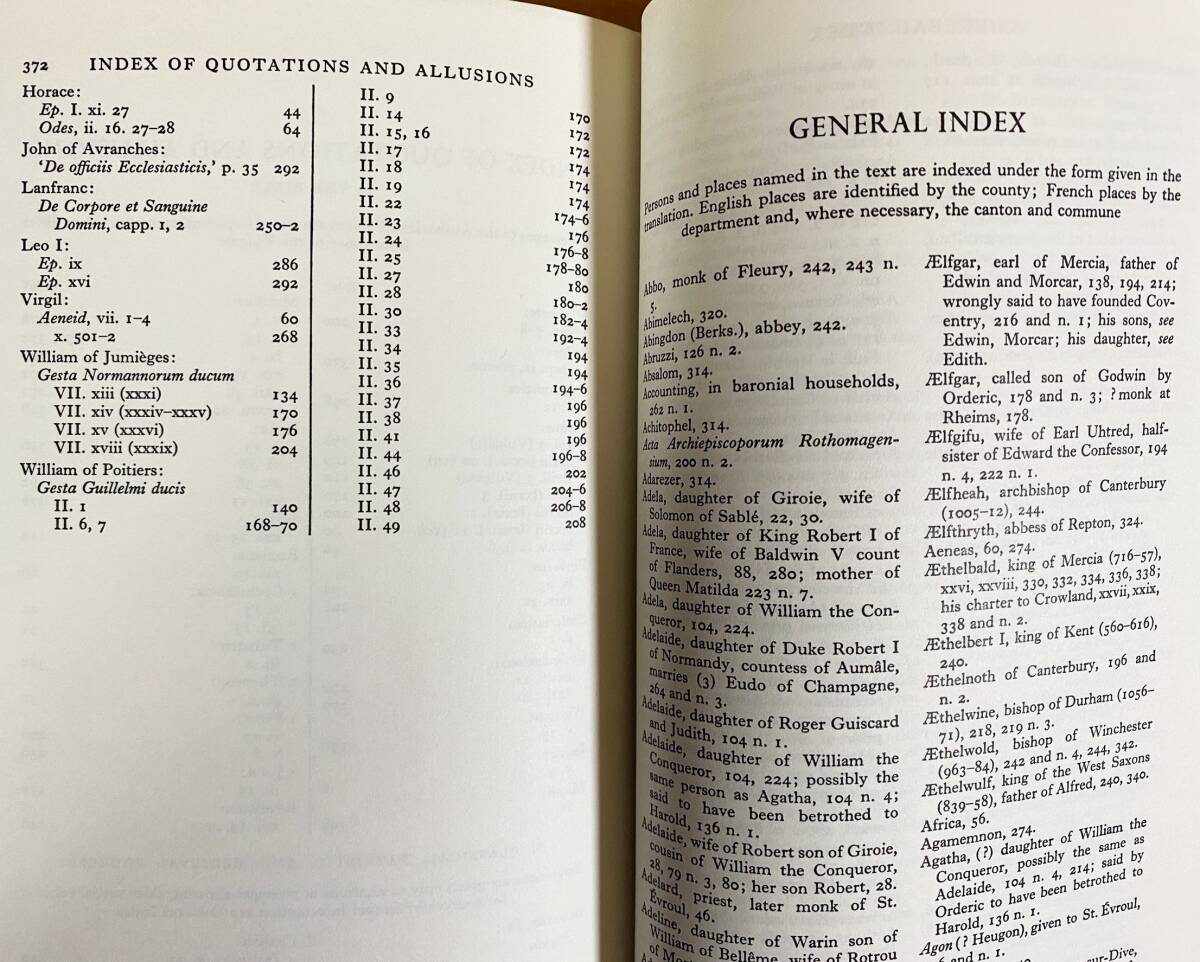 372 INDEX OF QUOTATIONS AND ALLUSIONS
Horace:
Ep. I. xi. 27 44
Odes, ii. 16. 27–28 64
John of Avranches:
'De officiis Ecclesiasticis,' p. 35 292
Lanfranc:
De Corpore et Sanguine
Domini, capp. 1, 2 250–2
Leo I:
Ep. ix 286
Ep. xvi 292
Virgil:
Aeneid, vii. 1–4 60
x. 501–2 268
William of Jumièges:
Gesta Normannorum ducum
VII. xiii (xxxi) 134
VII. xiv (xxxiv–xxxv) 170
VII. xv (xxxvi) 176
VII. xviii (xxxix) 204
William of Poitiers:
Gesta Guillelmi ducis
II. 1 140
II. 6, 7 168–70
II. 9 170
II. 14 172
II. 15, 16 172
II. 17 174
II. 18 174
II. 19 174
II. 22 174–6
II. 23 176
II. 24 176–8
II. 25 178–80
II. 27 180
II. 28 180–2
II. 30 182–4
II. 33 192–4
II. 34 194
II. 35 194
II. 36 194–6
II. 37 196
II. 38 196
II. 41 196
II. 44 196–8
II. 46 202
II. 47 204–6
II. 48 206–8
II. 49 208
GENERAL INDEX
Persons and places named in the text are indexed under the form given in the
translation. English places are identified by the county; French places by the
department and, where necessary, the canton and commune
Abbo, monk of Fleury, 242, 243 n.
5.
Abimelech, 320.
Abingdon (Berks.), abbey, 242.
Abruzzi, 126 n. 2.
Absalom, 314.
Accounting, in baronial households,
262 n. 1.
Achitophel, 314.
Acta Archiepiscoporum Rothomagen-
sium, 200 n. 2.
Adarezer, 314.
Adela, daughter of Giroie, wife of
Solomon of Sablé, 22, 30.
Adela, daughter of King Robert I of
France, wife of Baldwin V count
of Flanders, 88, 280; mother of
Queen Matilda 223 n. 7.
Adela, daughter of William the Con-
queror, 104, 224.
Adelaide, daughter of Duke Robert I
of Normandy, countess of Aumâle,
marries (3) Eudo of Champagne,
264 and n. 3.
Adelaide, daughter of Roger Guiscard
and Judith, 104 n. 1.
Adelaide, daughter of William the
Conqueror, 104, 224; possibly the
same person as Agatha, 104 n. 4;
said to have been betrothed to
Harold, 136 n. 1.
Adelaide, wife of Robert son of Giroie,
cousin of William the Conqueror,
28, 79 n. 3, 80; her son Robert, 28.
Adelard, priest, later monk of St.
Évroul, 46.
Adeline, daughter of Warin son of
William of Bellême, wife of Rotrou
Ælfgar, earl of Mercia, father of
Edwin and Morcar, 138, 194, 214;
wrongly said to have founded Cov-
entry, 216 and n. 1; his sons, see
Edwin, Morcar; his daughter, see
Edith.
Ælfgar, called son of Godwin by
Orderic, 178 and n. 3; ?monk at
Rheims, 178.
Ælfgifu, wife of Earl Uhtred, half-
sister of Edward the Confessor, 194
n. 4, 222 n. 1.
Ælfheah, archbishop of Canterbury
(1005–12), 244.
Ælfthryth, abbess of Repton, 324.
Aeneas, 60, 274.
Æthelbald, king of Mercia (716–57),
xxvi, xxviii, 330, 332, 334, 336, 338;
his charter to Crowland, xxvii, xxix,
338 and n. 2.
Æthelbert I, king of Kent (560–616),
240.
Æthelnoth of Canterbury, 196 and
n. 2.
Æthelwine, bishop of Durham (1056–
71), 218, 219 n. 3.
Æthelwold, bishop of Winchester
(963–84), 242 and n. 4, 244, 342.
Æthelwulf, king of the West Saxons
(839–58), father of Alfred, 240, 340.
Africa, 56.
Agamemnon, 274.
Agatha, (?) daughter of William the
Conqueror, possibly the same as
Adelaide, 104 n. 4, 214; said by
Orderic to have been betrothed to
Harold, 136 n. 1.
Agon (? Heugon), given to St. Évroul,
and n. 1.